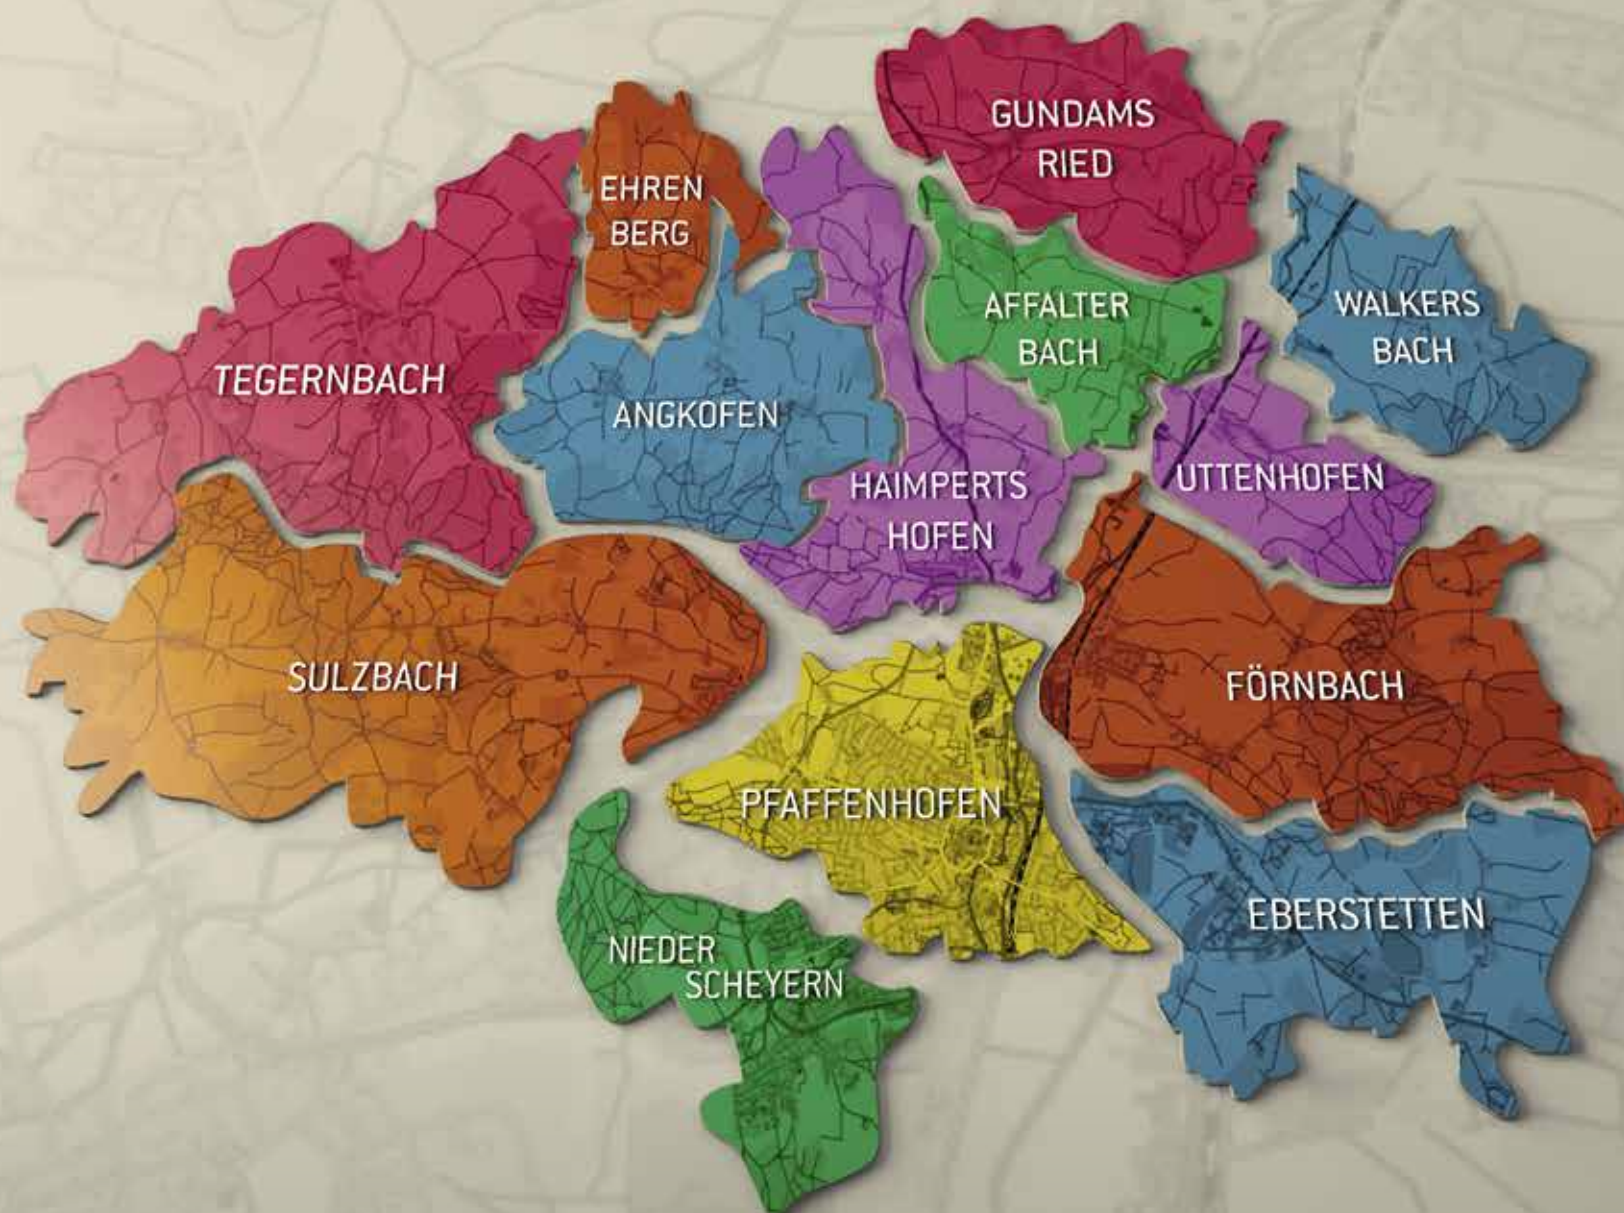 GUNDAMS
RIED
EHREN
BERG
AFFALTER
BACH
WALKERS
BACH
TEGERNBACH
ANGKOFEN
HAIMPERTS
HOFEN
UTTENHOFEN
SULZBACH
FÖRNBACH
PFAFFENHOFEN
EBERSTETTEN
NIEDER
SCHEYERN